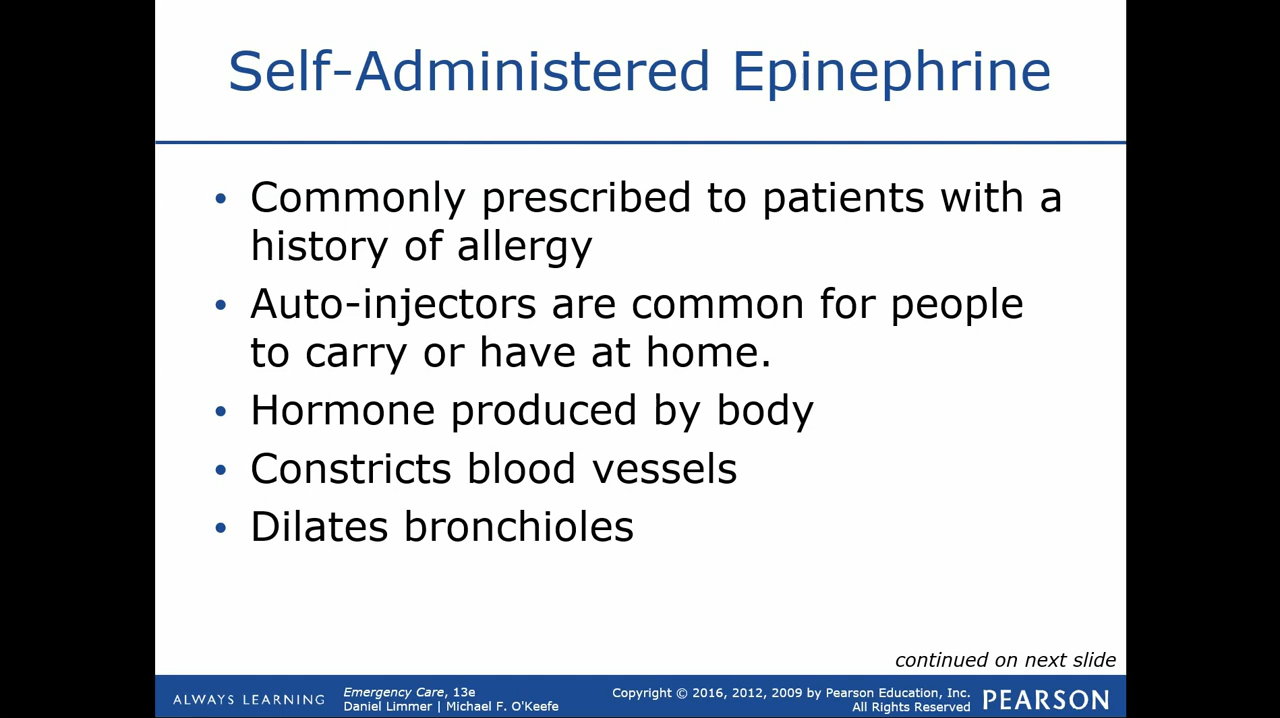 Self-Administered Epinephrine
• Commonly prescribed to patients with a
history of allergy
• Auto-injectors are common for people
to carry or have at home.
• Hormone produced by body
• Constricts blood vessels
• Dilates bronchioles
continued on next slide
ALWAYS LEARNING
Emergency Care, 13e
Daniel Limmer | Michael F. O'Keefe
Copyright © 2016, 2012, 2009 by Pearson Education, Inc.
All Rights Reserved
PEARSON